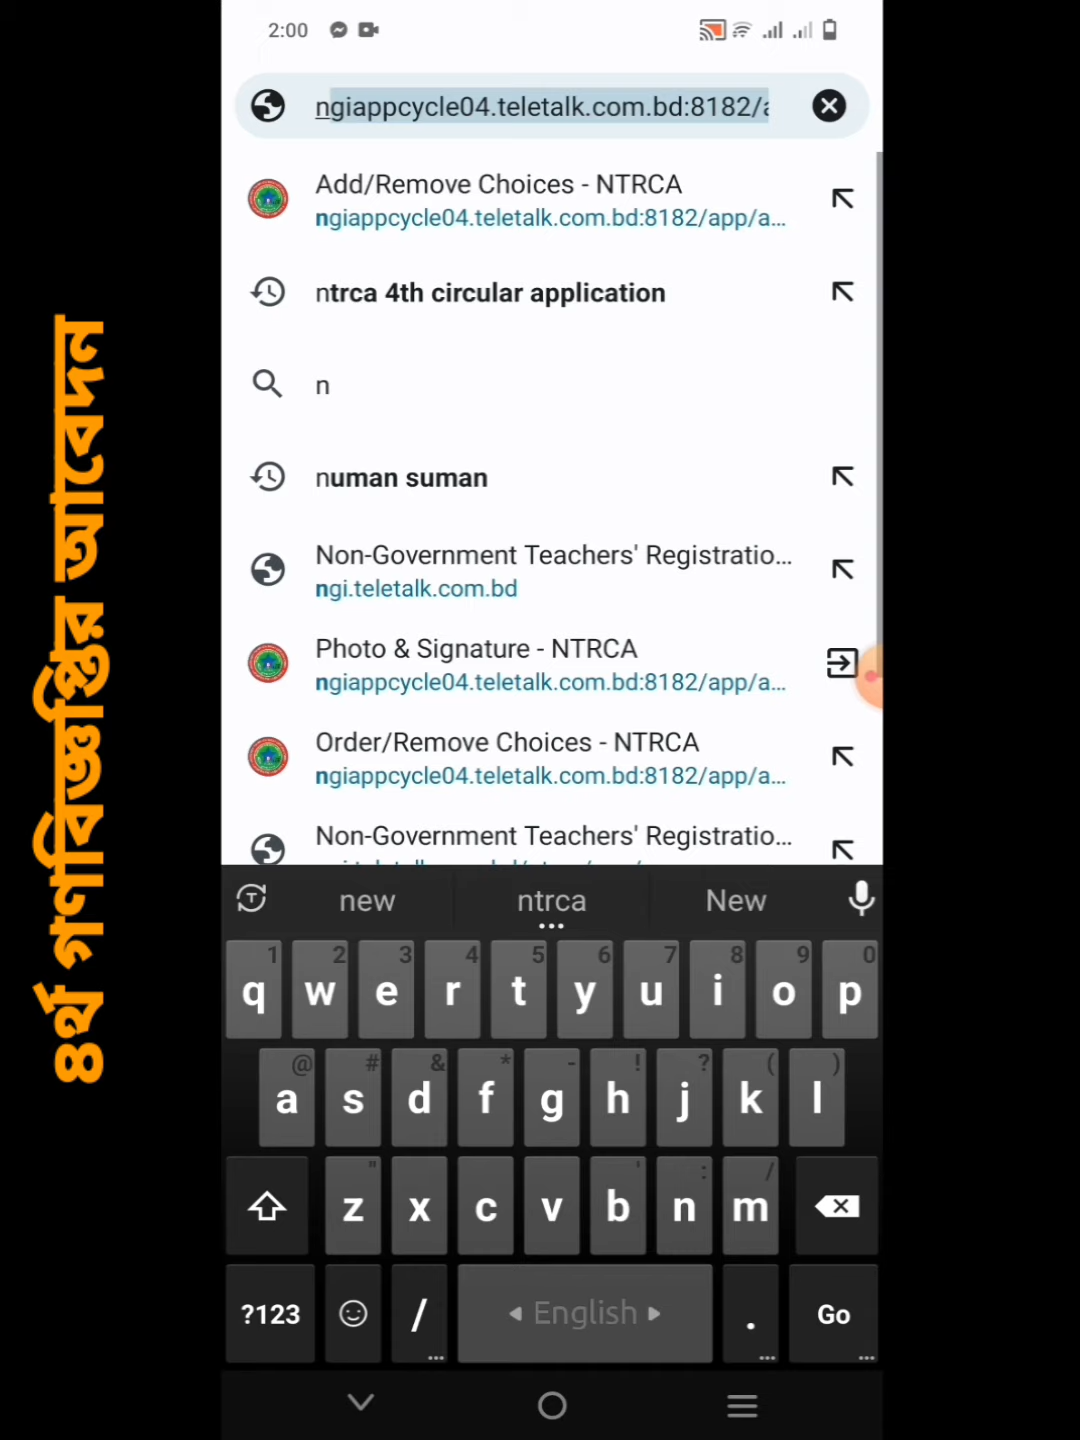 2:00
ngiappcycle04.teletalk.com.bd:8182/a
Add/Remove Choices - NTRCA
ngiappcycle04.teletalk.com.bd:8182/app/a...
ntrca 4th circular application
n
numan suman
Non-Government Teachers' Registratio...
ngi.teletalk.com.bd
Photo & Signature - NTRCA
ngiappcycle04.teletalk.com.bd:8182/app/a...
Order/Remove Choices - NTRCA
ngiappcycle04.teletalk.com.bd:8182/app/a...
Non-Government Teachers' Registratio...
৪র্থ গণবিজ্ঞপ্তির আবেদন
new ntrca New
1 2 3 4 5 6 7 8 9 0
q w e r t y u i o p
@ # & * - ! ? ( )
a s d f g h j k l
" ' : /
z x c v b n m
?123 / English . Go